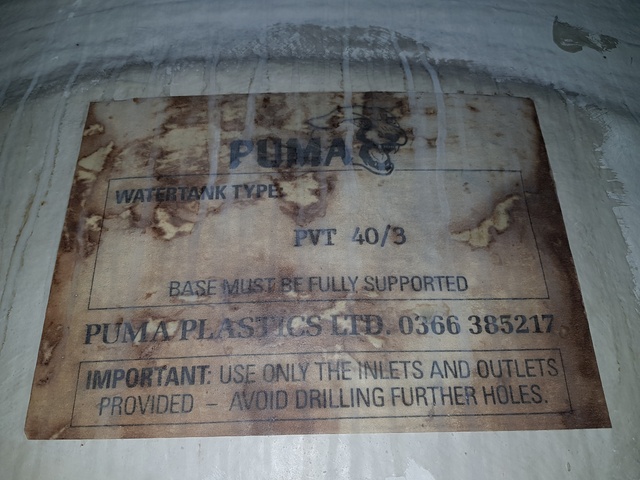 PUMA
WATERTANK TYPE:
PVT 40/3
BASE MUST BE FULLY SUPPORTED
PUMA PLASTICS LTD. 0366 385217
IMPORTANT: USE ONLY THE INLETS AND OUTLETS
PROVIDED – AVOID DRILLING FURTHER HOLES.